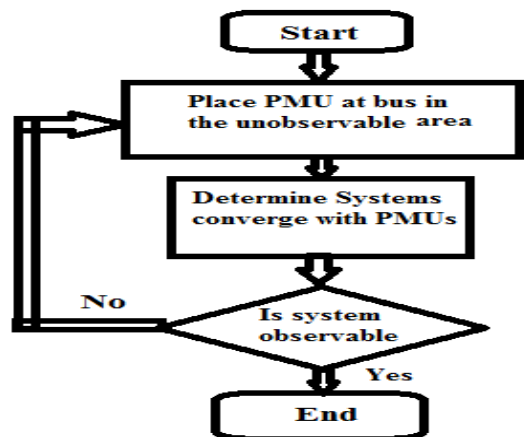 Start
Place PMU at bus in
the unobservable area
Determine Systems
converge with PMUs
Is system
observable
No
Yes
End